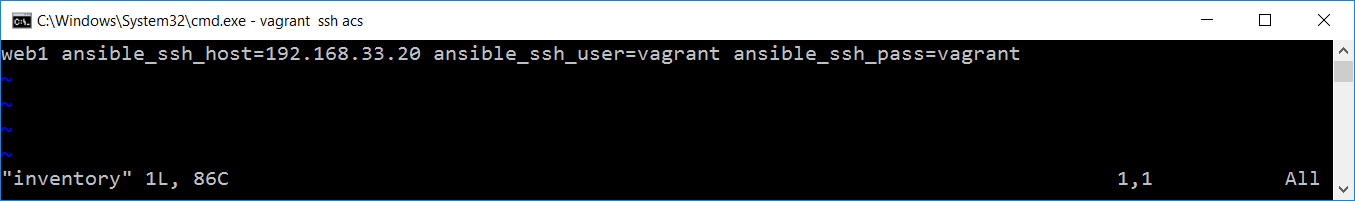 C:\Windows\System32\cmd.exe - vagrant  ssh acs
web1 ansible_ssh_host=192.168.33.20 ansible_ssh_user=vagrant ansible_ssh_pass=vagrant
~
~
~
~
"inventory" 1L, 86C 1,1 All